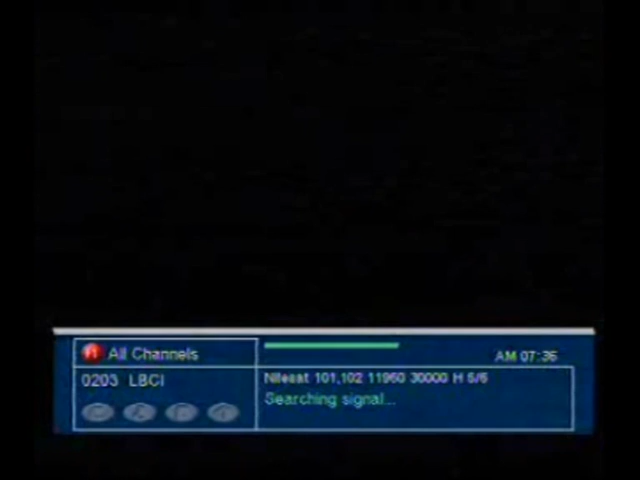 All Channels
AM 07:36
0203 LBCI
Nilesat 101,102 11960 30000 H 5/6
Searching signal...